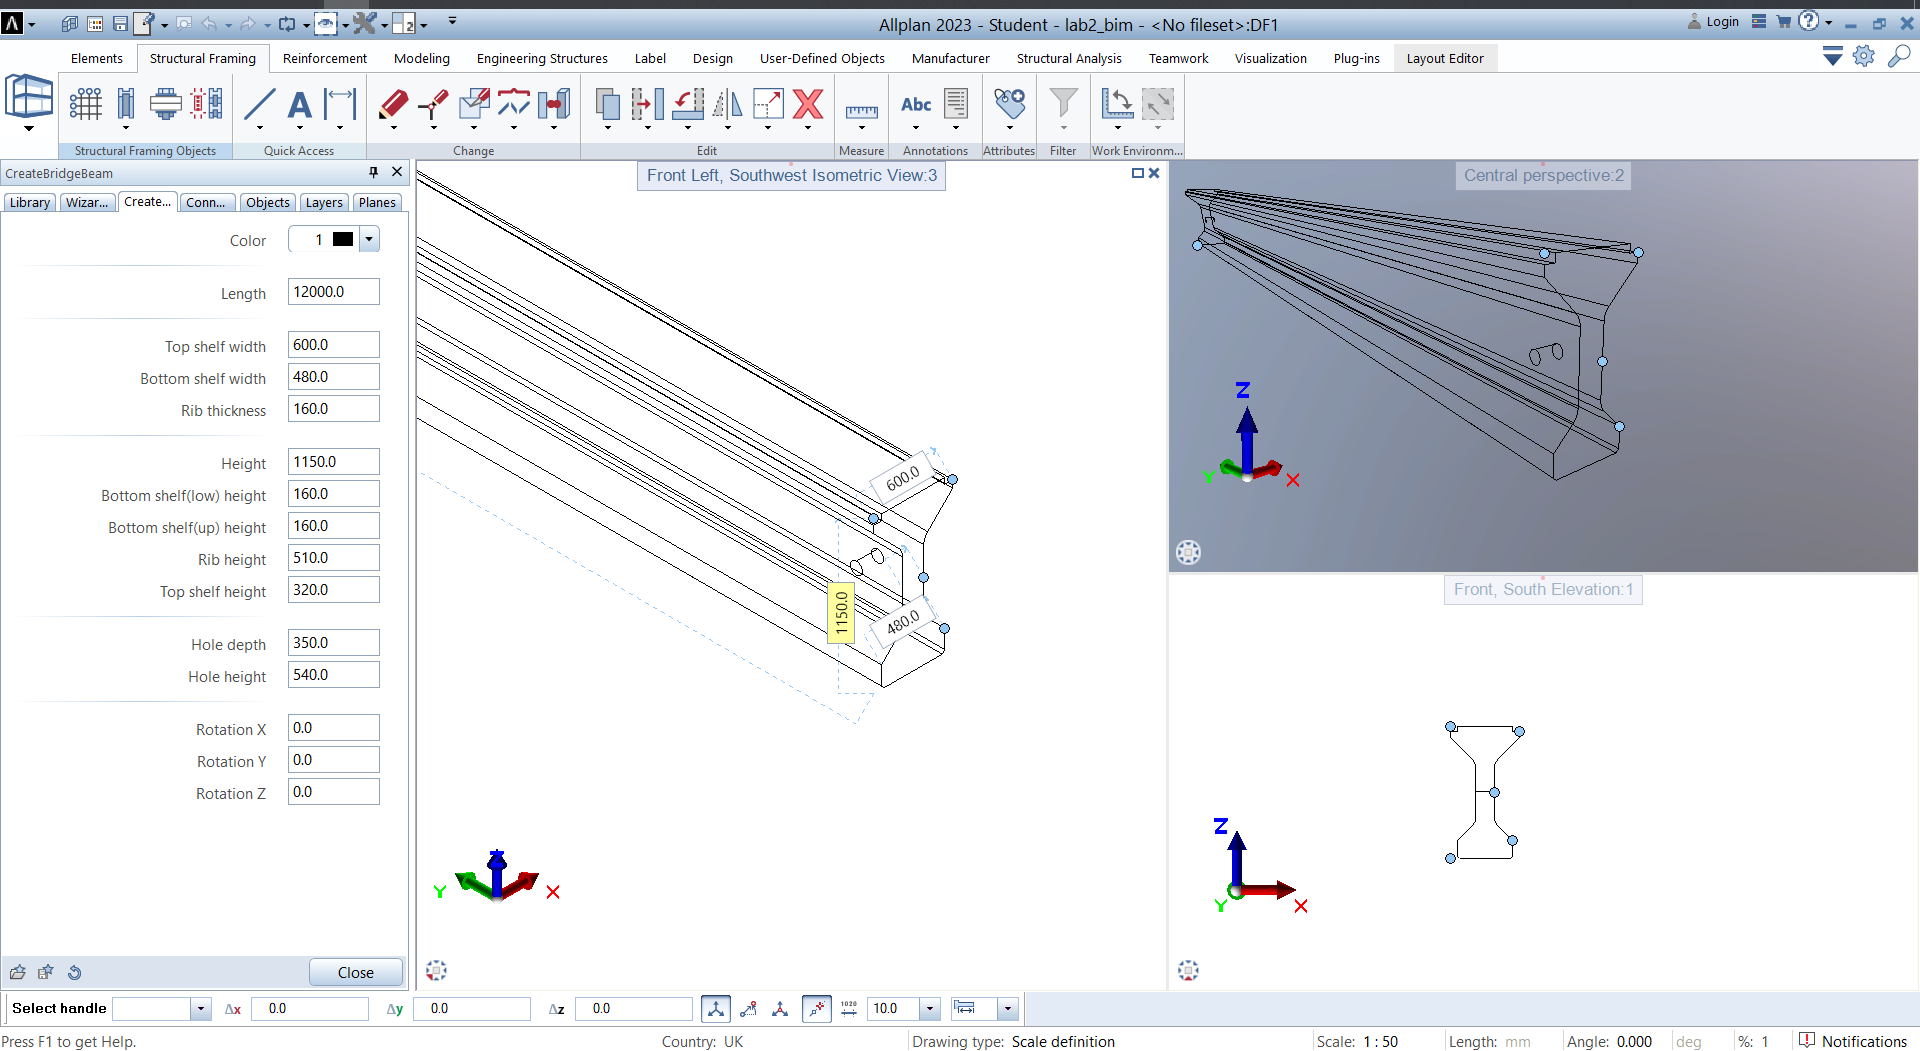 Allplan 2023 - Student - lab2_bim - <No fileset>:DF1
Login
Elements
Structural Framing
Reinforcement
Modeling
Engineering Structures
Label
Design
User-Defined Objects
Manufacturer
Structural Analysis
Teamwork
Visualization
Plug-ins
Layout Editor
Abc
Structural Framing Objects
Quick Access
Change
Edit
Measure
Annotations
Attributes
Filter
Work Environm...
CreateBridgeBeam
Library
Wizar...
Create...
Conn...
Objects
Layers
Planes
Color 1
Length 12000.0
Top shelf width 600.0
Bottom shelf width 480.0
Rib thickness 160.0
Height 1150.0
Bottom shelf(low) height 160.0
Bottom shelf(up) height 160.0
Rib height 510.0
Top shelf height 320.0
Hole depth 350.0
Hole height 540.0
Rotation X 0.0
Rotation Y 0.0
Rotation Z 0.0
Close
Front Left, Southwest Isometric View:3
600.0
1150.0
480.0
Z
Y
X
Central perspective:2
Z
Y
X
Front, South Elevation:1
Z
Y
X
Select handle
Δx 0.0
Δy 0.0
Δz 0.0
1020
10.0
Press F1 to get Help.
Country: UK
Drawing type: Scale definition
Scale: 1 : 50
Length: mm
Angle: 0.000 deg
%: 1
Notifications